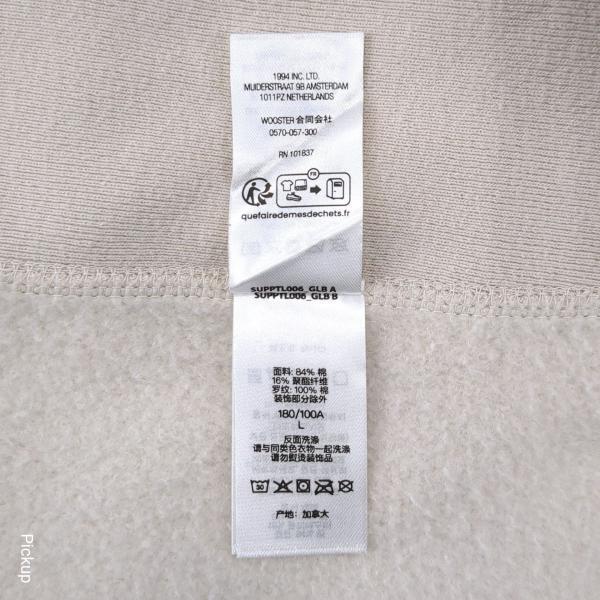 1994 INC. LTD.
MUIDERSTRAAT 9B AMSTERDAM
1011PZ NETHERLANDS
WOOSTER 合同会社
0570-057-300
RN 101837
FR
quefairedemesdechets.fr
SUPPTL006_GLB A
SUPPTL006_GLB B
面料: 84% 棉
16% 聚酯纤维
罗纹: 100% 棉
装饰部分除外
180/100A
L
反面洗涤
请与同类色衣物一起洗涤
请勿熨烫装饰品
30
产地: 加拿大
Pickup